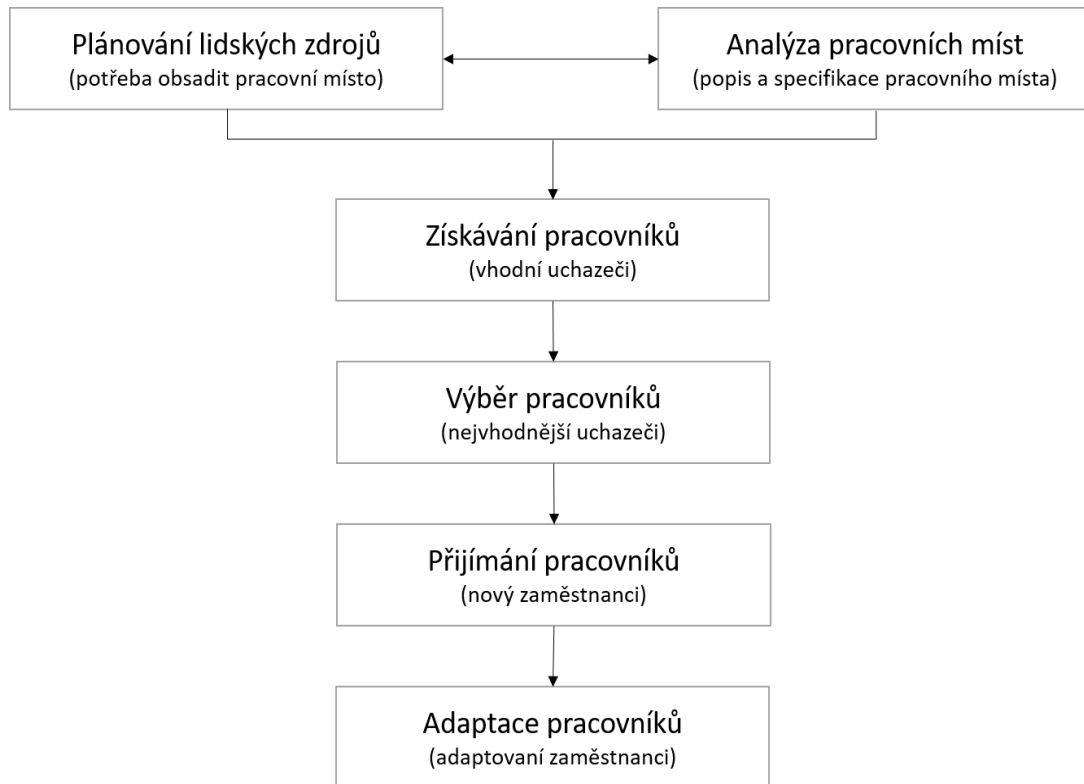 Plánování lidských zdrojů
(potřeba obsadit pracovní místo)
Analýza pracovních míst
(popis a specifikace pracovního místa)
Získávání pracovníků
(vhodní uchazeči)
Výběr pracovníků
(nejvhodnější uchazeči)
Přijímání pracovníků
(nový zaměstnanci)
Adaptace pracovníků
(adaptovaní zaměstnanci)